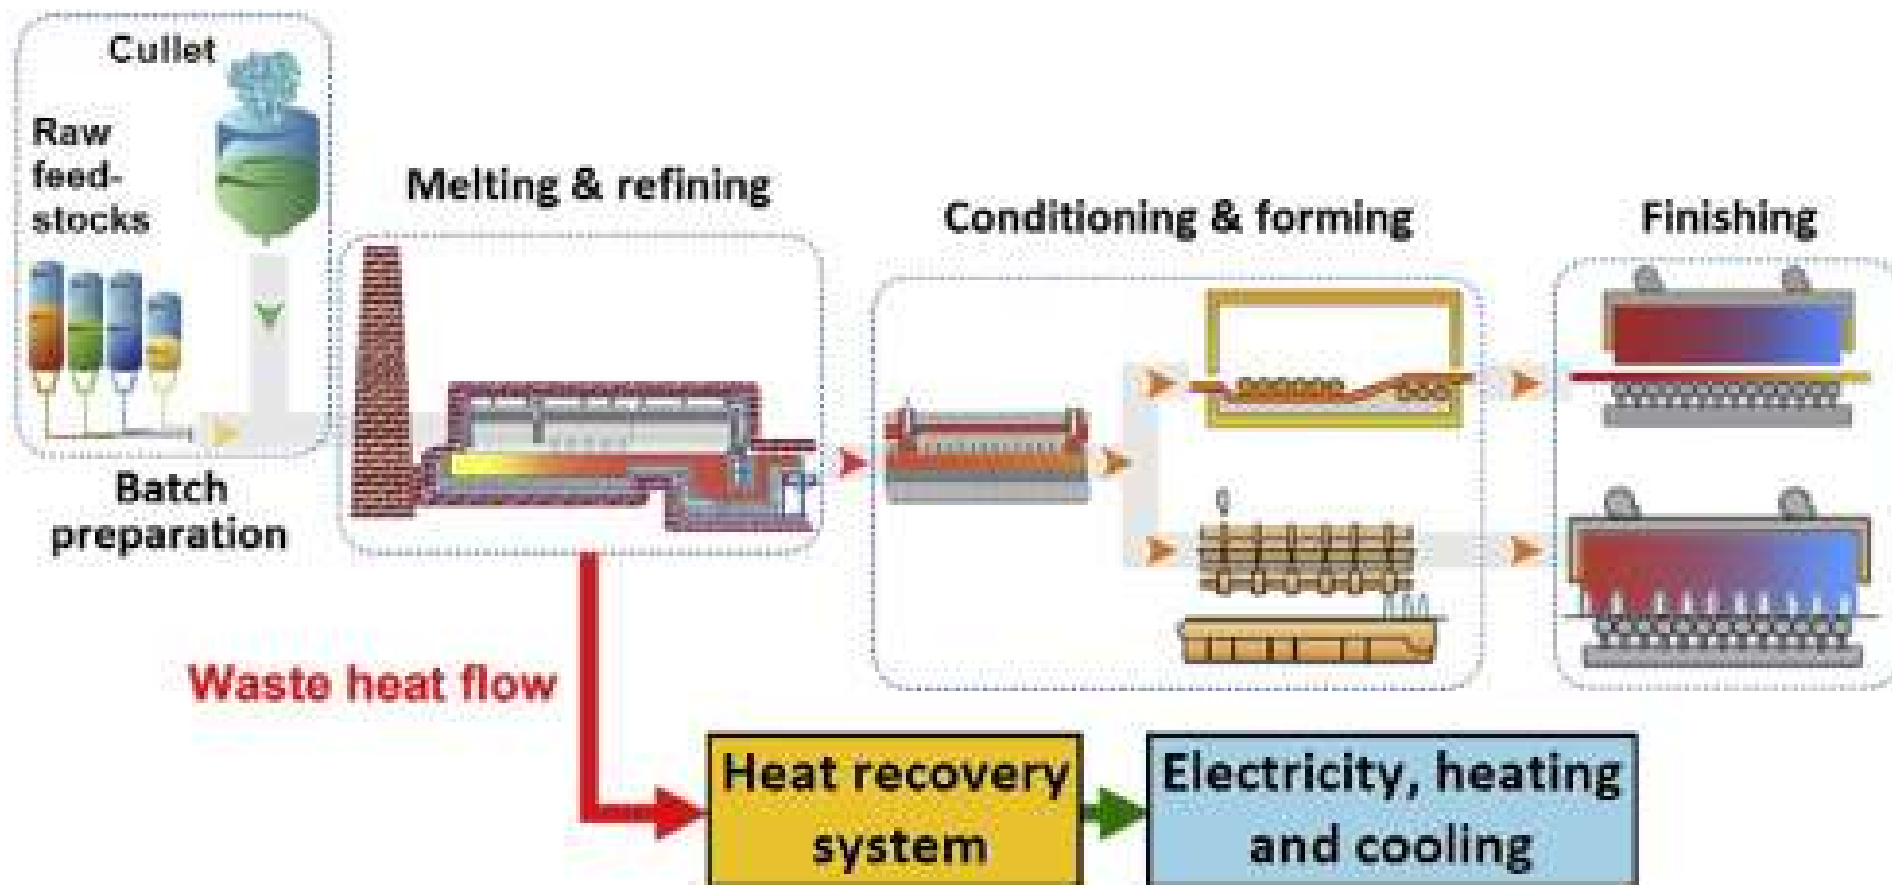 Cullet
Raw
feed-
stocks
Batch
preparation
Melting & refining
Conditioning & forming
Finishing
Waste heat flow
Heat recovery
system
Electricity, heating
and cooling